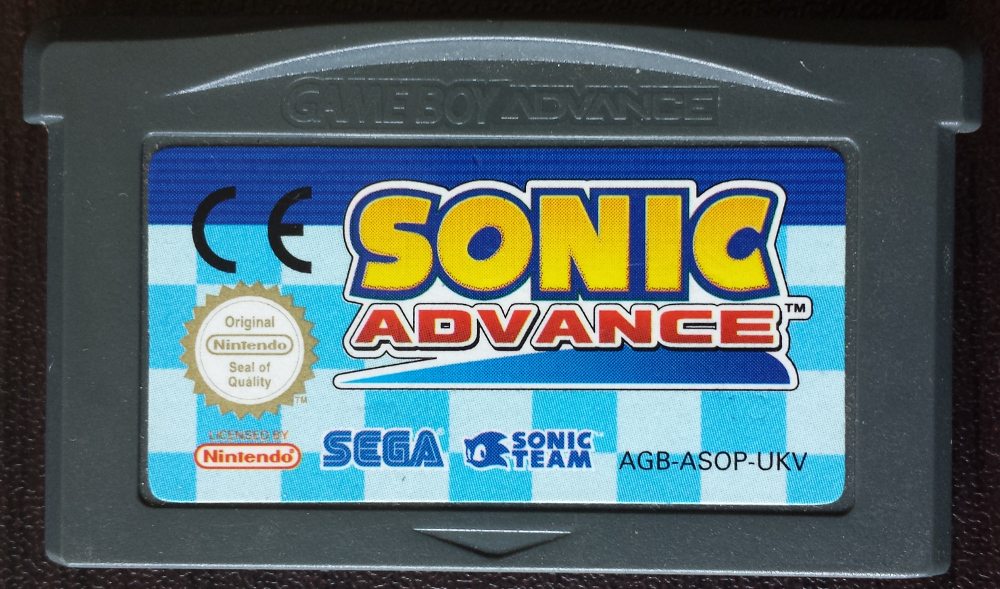 GAME BOY ADVANCE
CE
SONIC
ADVANCE™
Original
Nintendo
Seal of
Quality
TM
LICENSED BY
Nintendo
SEGA
SONIC
TEAM
AGB-ASOP-UKV